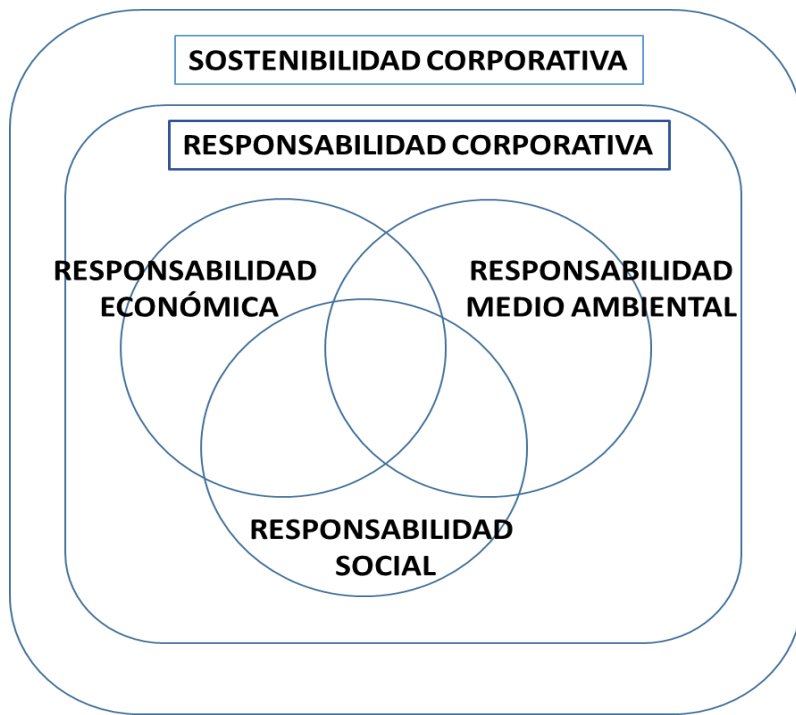 SOSTENIBILIDAD CORPORATIVA
RESPONSABILIDAD CORPORATIVA
RESPONSABILIDAD
ECONÓMICA
RESPONSABILIDAD
MEDIO AMBIENTAL
RESPONSABILIDAD
SOCIAL